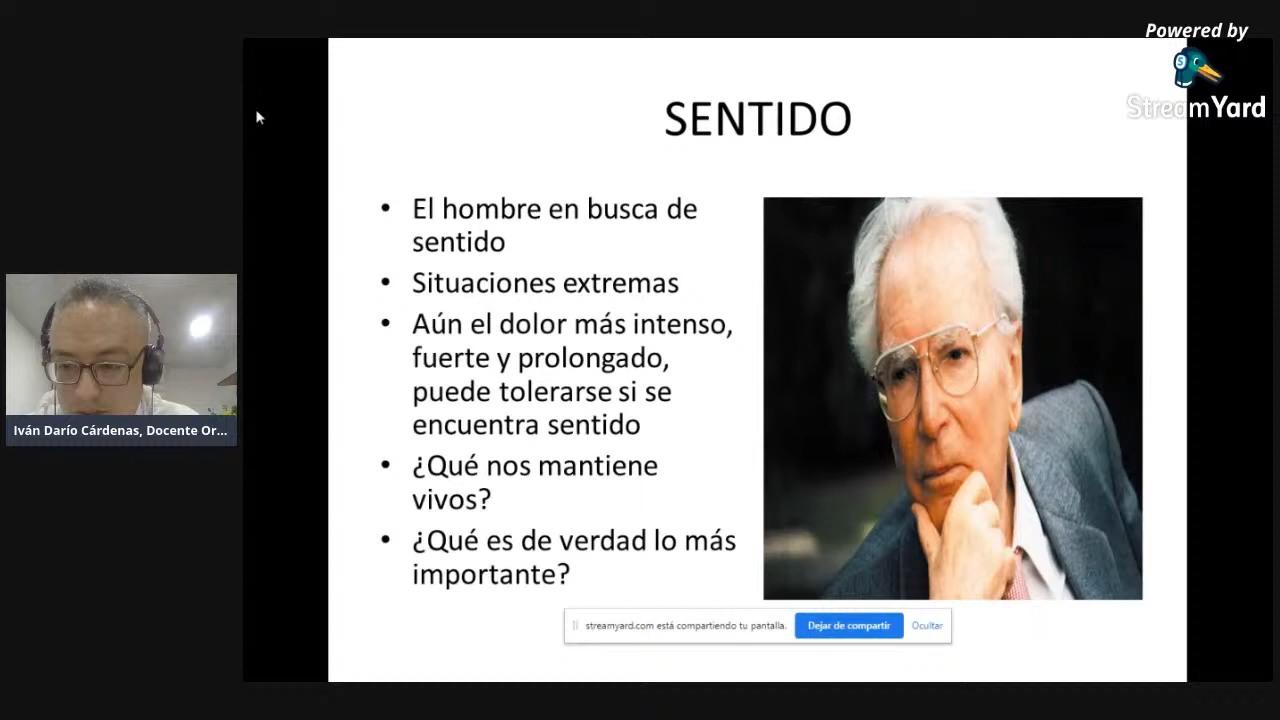 Powered by
StreamYard
SENTIDO
• El hombre en busca de
sentido
• Situaciones extremas
• Aún el dolor más intenso,
fuerte y prolongado,
puede tolerarse si se
encuentra sentido
• ¿Qué nos mantiene
vivos?
• ¿Qué es de verdad lo más
importante?
Iván Darío Cárdenas, Docente Or...
streamyard.com está compartiendo tu pantalla.
Dejar de compartir
Ocultar